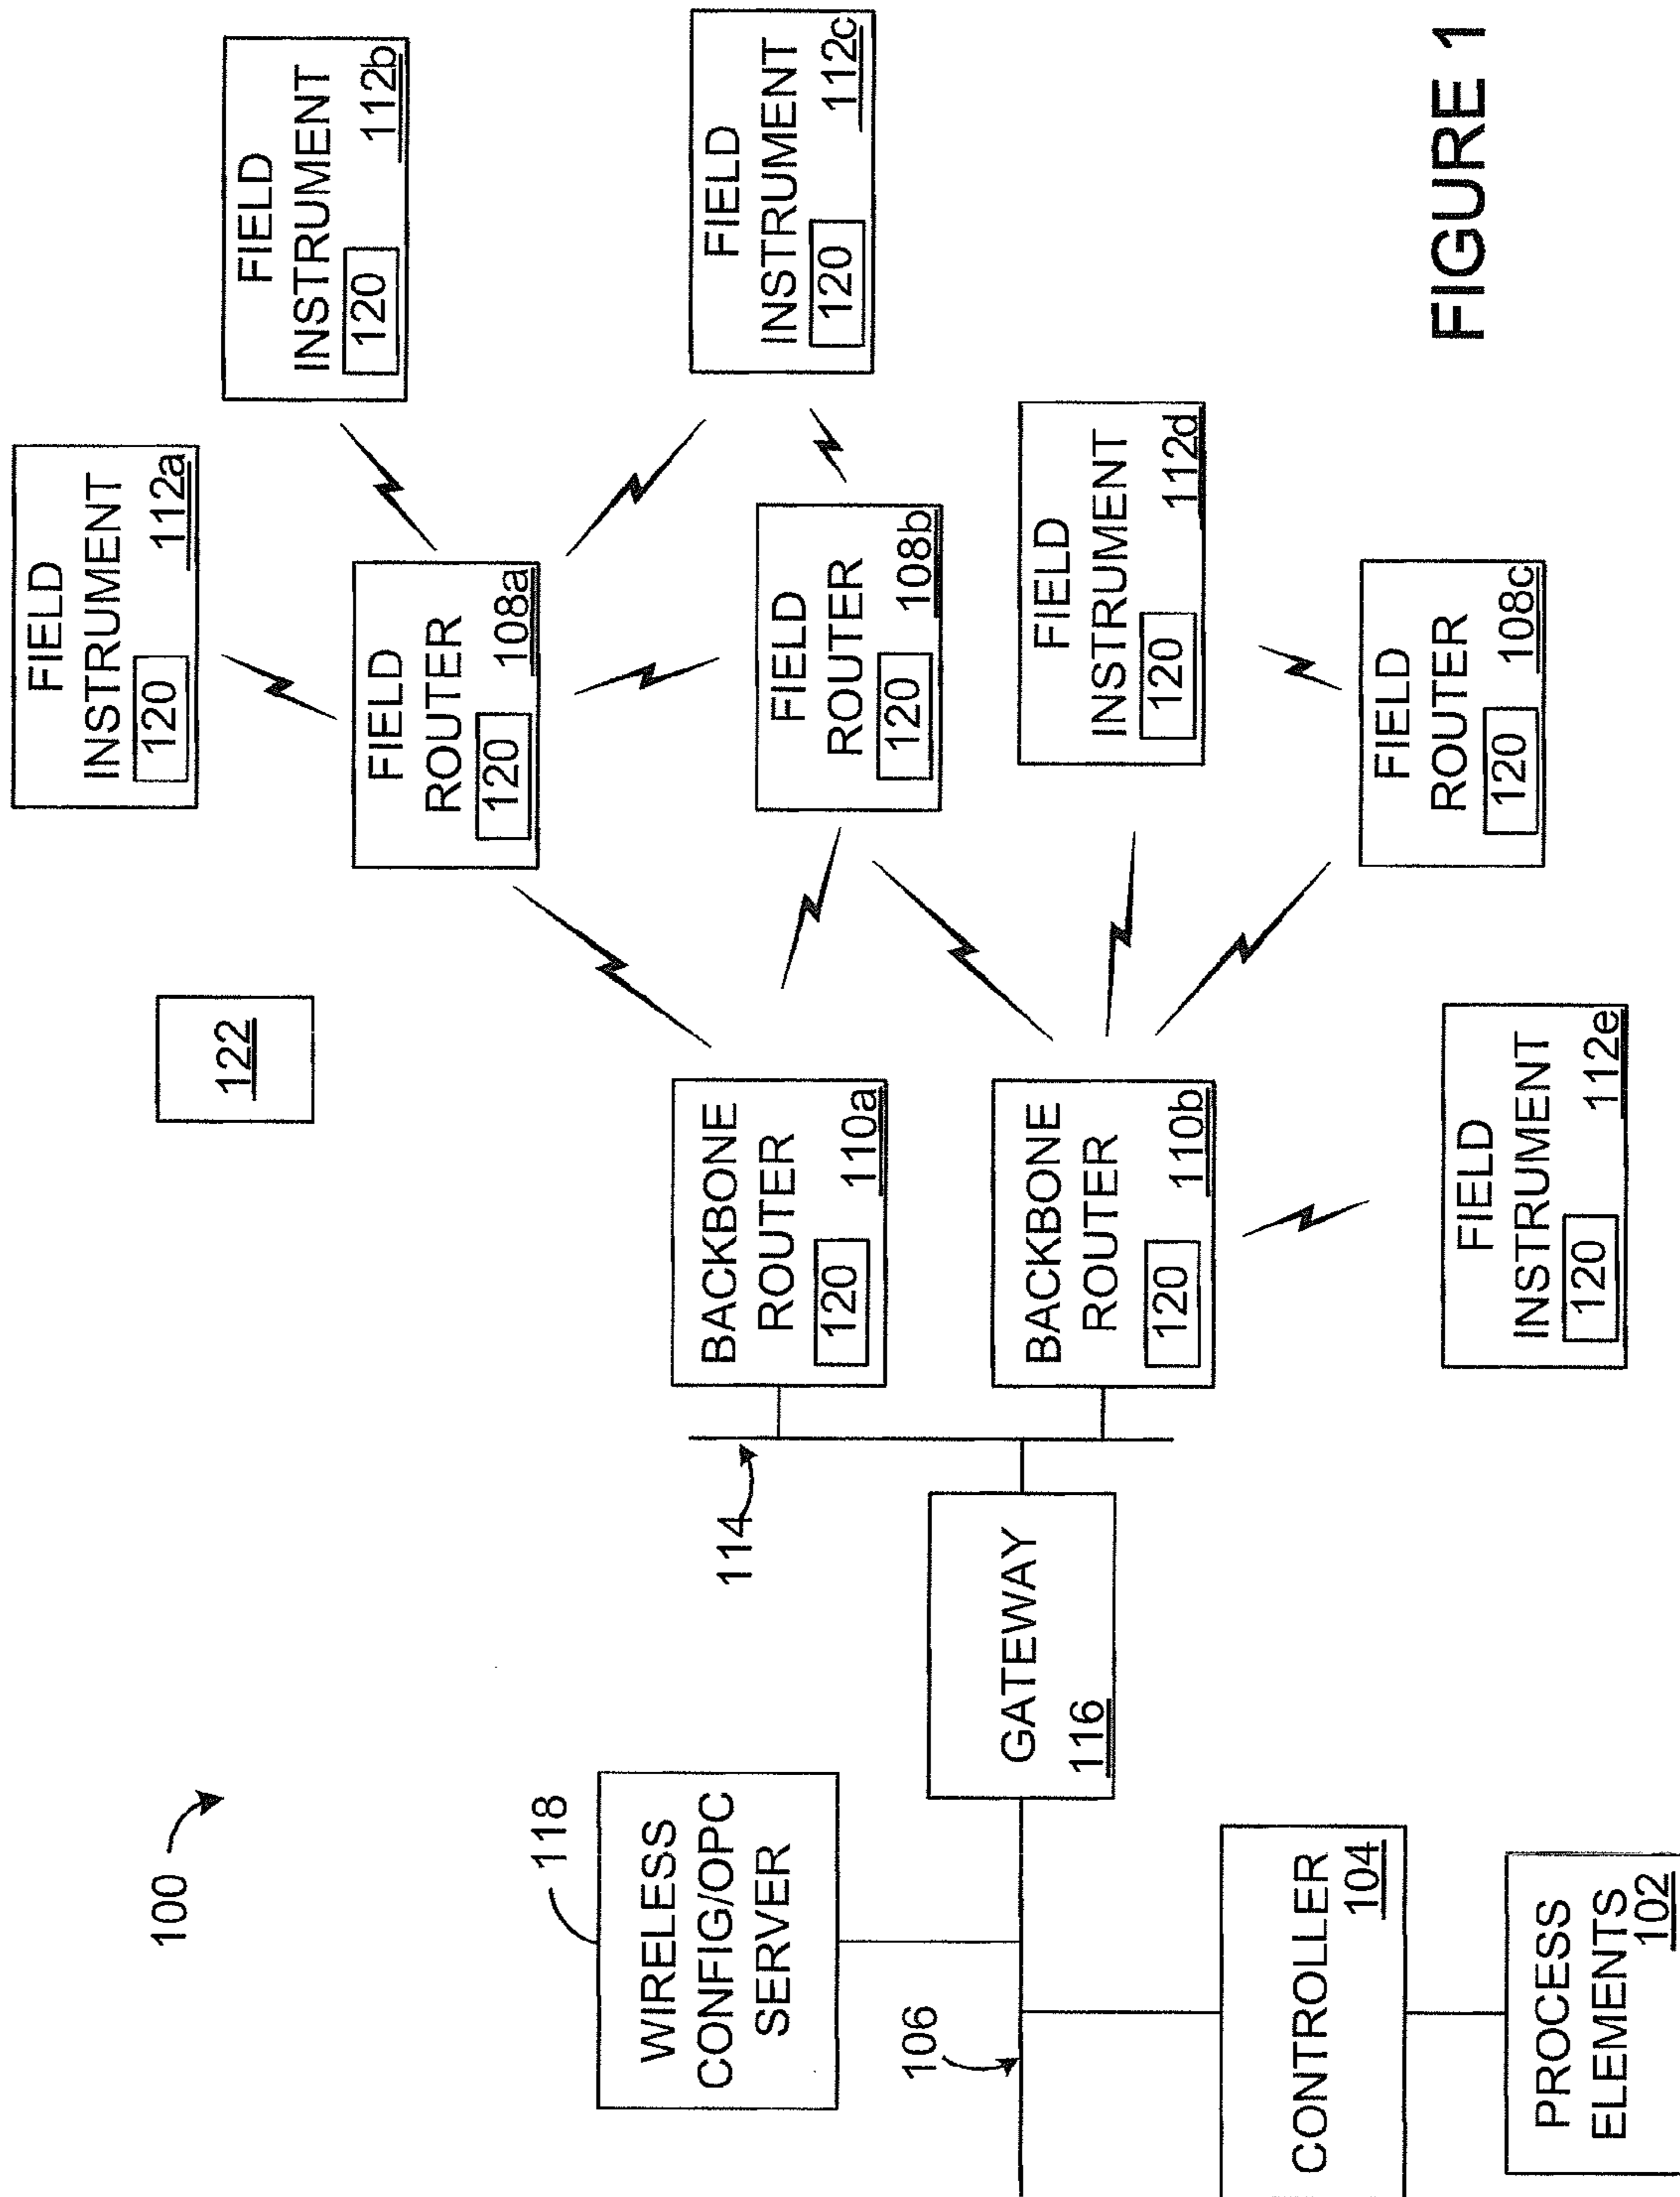 100
122
FIELD
INSTRUMENT
120
112a
FIELD
INSTRUMENT
120
112b
FIELD
ROUTER
120
108a
WIRELESS
CONFIG/OPC
SERVER
118
114
BACKBONE
ROUTER
120
110a
FIELD
INSTRUMENT
120
112c
FIELD
ROUTER
120
108b
106
GATEWAY
116
BACKBONE
ROUTER
120
110b
FIELD
INSTRUMENT
120
112d
CONTROLLER
104
FIELD
ROUTER
120
108c
PROCESS
ELEMENTS
102
FIELD
INSTRUMENT
120
112e
FIGURE 1